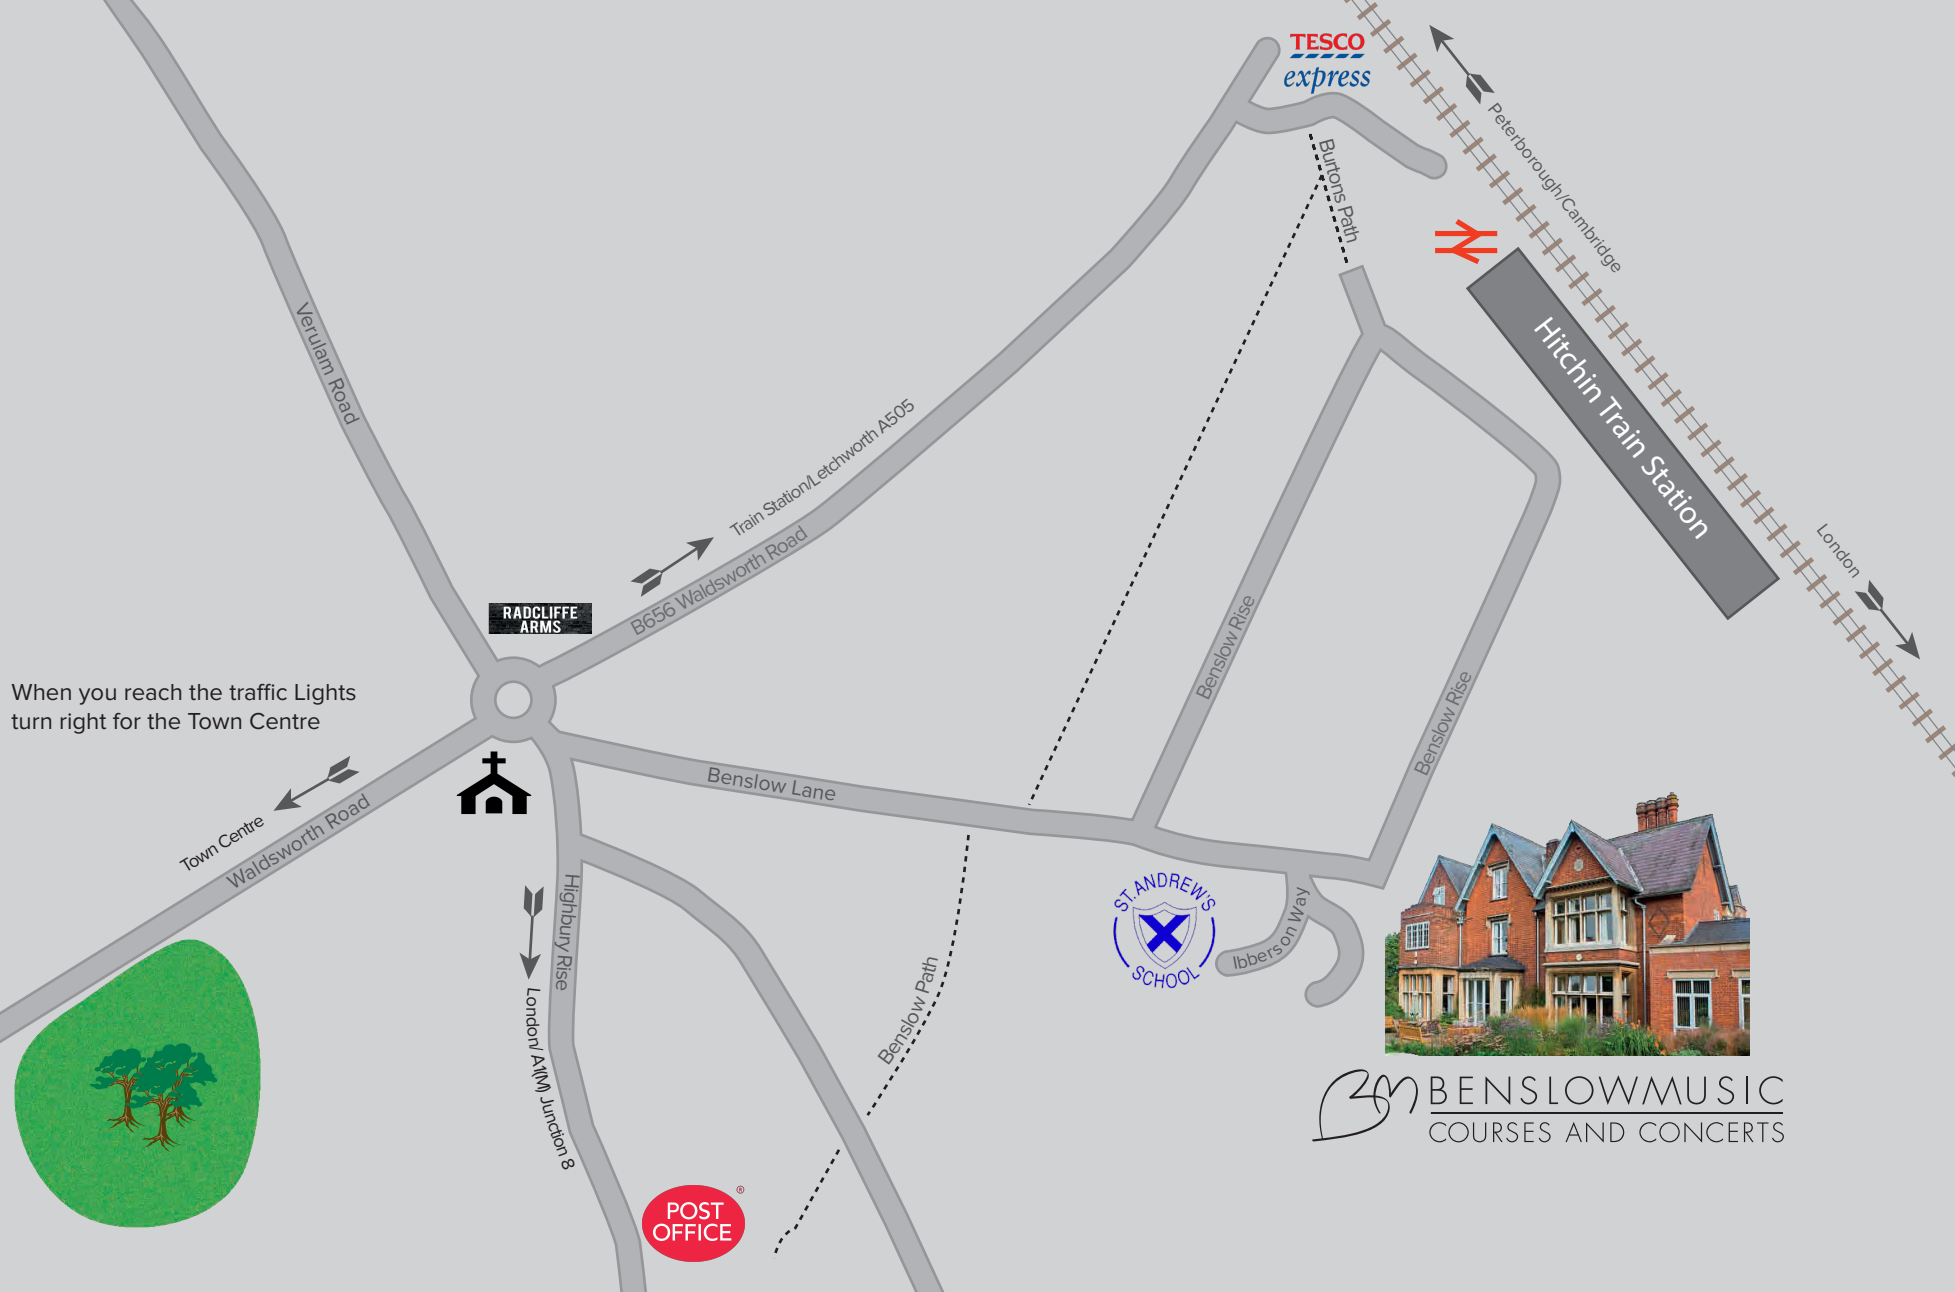 TESCO
express
Peterborough/Cambridge
Burtons Path
Hitchin Train Station
London
Verulam Road
Train Station/Letchworth A505
B656 Waldsworth Road
RADCLIFFE
ARMS
Benslow Rise
Benslow Rise
When you reach the traffic Lights
turn right for the Town Centre
Town Centre
Waldsworth Road
Benslow Lane
Highbury Rise
London/ A1(M) Junction 8
Benslow Path
ST.ANDREW'S
SCHOOL
Ibberson Way
BENSLOWMUSIC
COURSES AND CONCERTS
POST
OFFICE
®